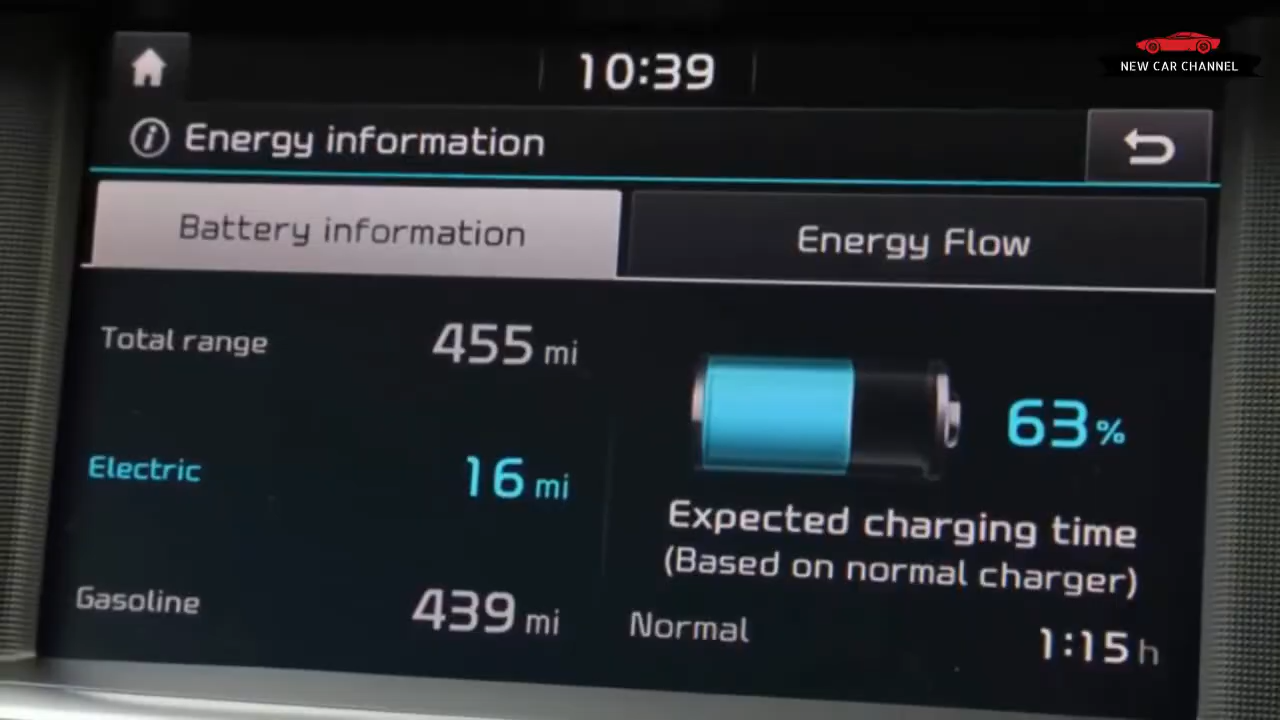 10:39
NEW CAR CHANNEL
Energy information
Battery information
Energy Flow
Total range 455 mi
Electric 16 mi
Gasoline 439 mi
63%
Expected charging time
(Based on normal charger)
Normal 1:15 h